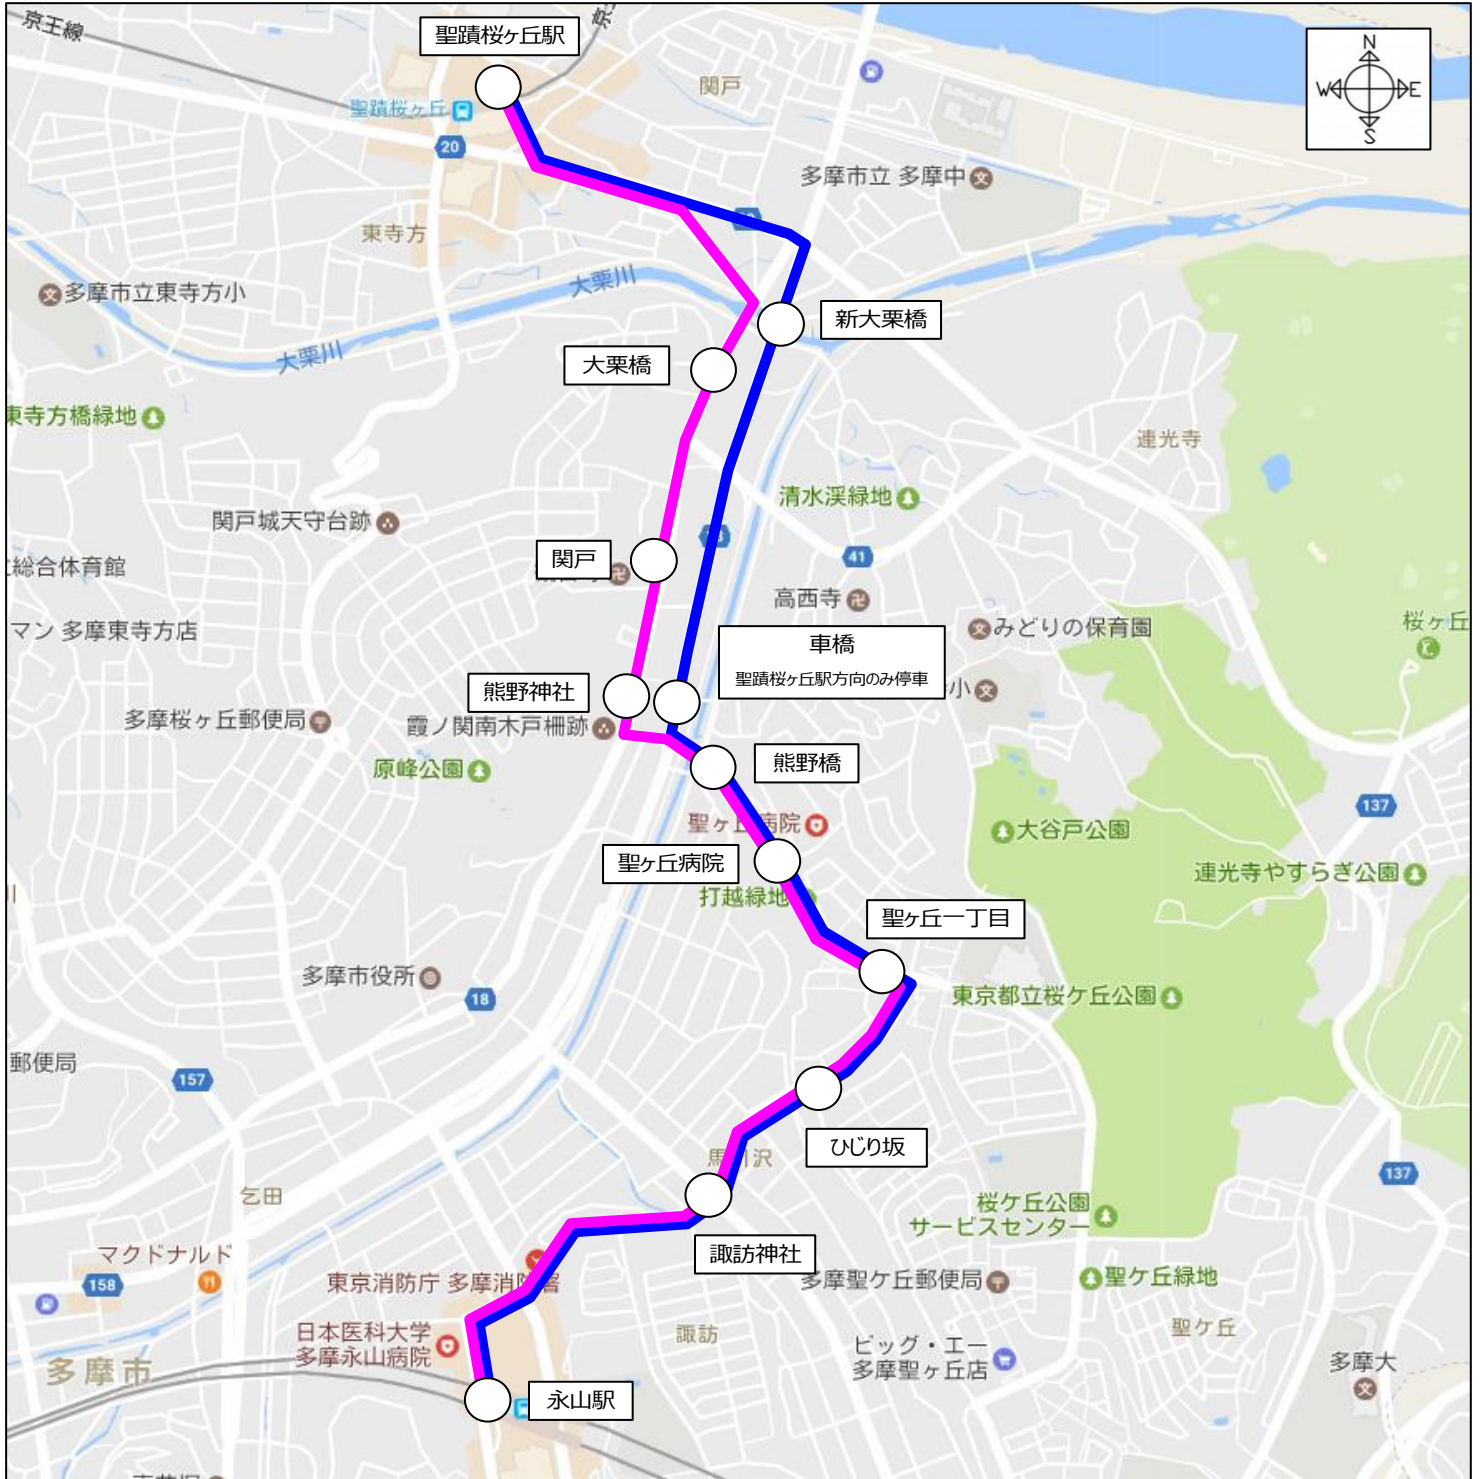 京王線
聖蹟桜ヶ丘駅
京
N
W
E
S
関戸
聖蹟桜ヶ丘
20
多摩市立 多摩中
東寺方
多摩市立東寺方小
大栗川
新大栗橋
大栗川
大栗橋
東寺方橋緑地
連光寺
清水渓緑地
関戸城天守台跡
関戸
41
総合体育館
高西寺
マン 多摩東寺方店
みどりの保育園
桜ヶ丘
車橋
聖蹟桜ヶ丘駅方向のみ停車
小
熊野神社
多摩桜ヶ丘郵便局
霞ノ関南木戸柵跡
原峰公園
熊野橋
137
聖ヶ丘病院
大谷戸公園
聖ヶ丘病院
連光寺やすらぎ公園
打越緑地
聖ヶ丘一丁目
多摩市役所
18
東京都立桜ケ丘公園
郵便局
157
ひじり坂
137
乞田
桜ケ丘公園
サービスセンター
諏訪神社
マクドナルド
158
東京消防庁 多摩消防署
多摩聖ケ丘郵便局
聖ケ丘緑地
日本医科大学
多摩永山病院
諏訪
聖ケ丘
ビッグ・エー
多摩聖ヶ丘店
多摩市
多摩大
永山駅